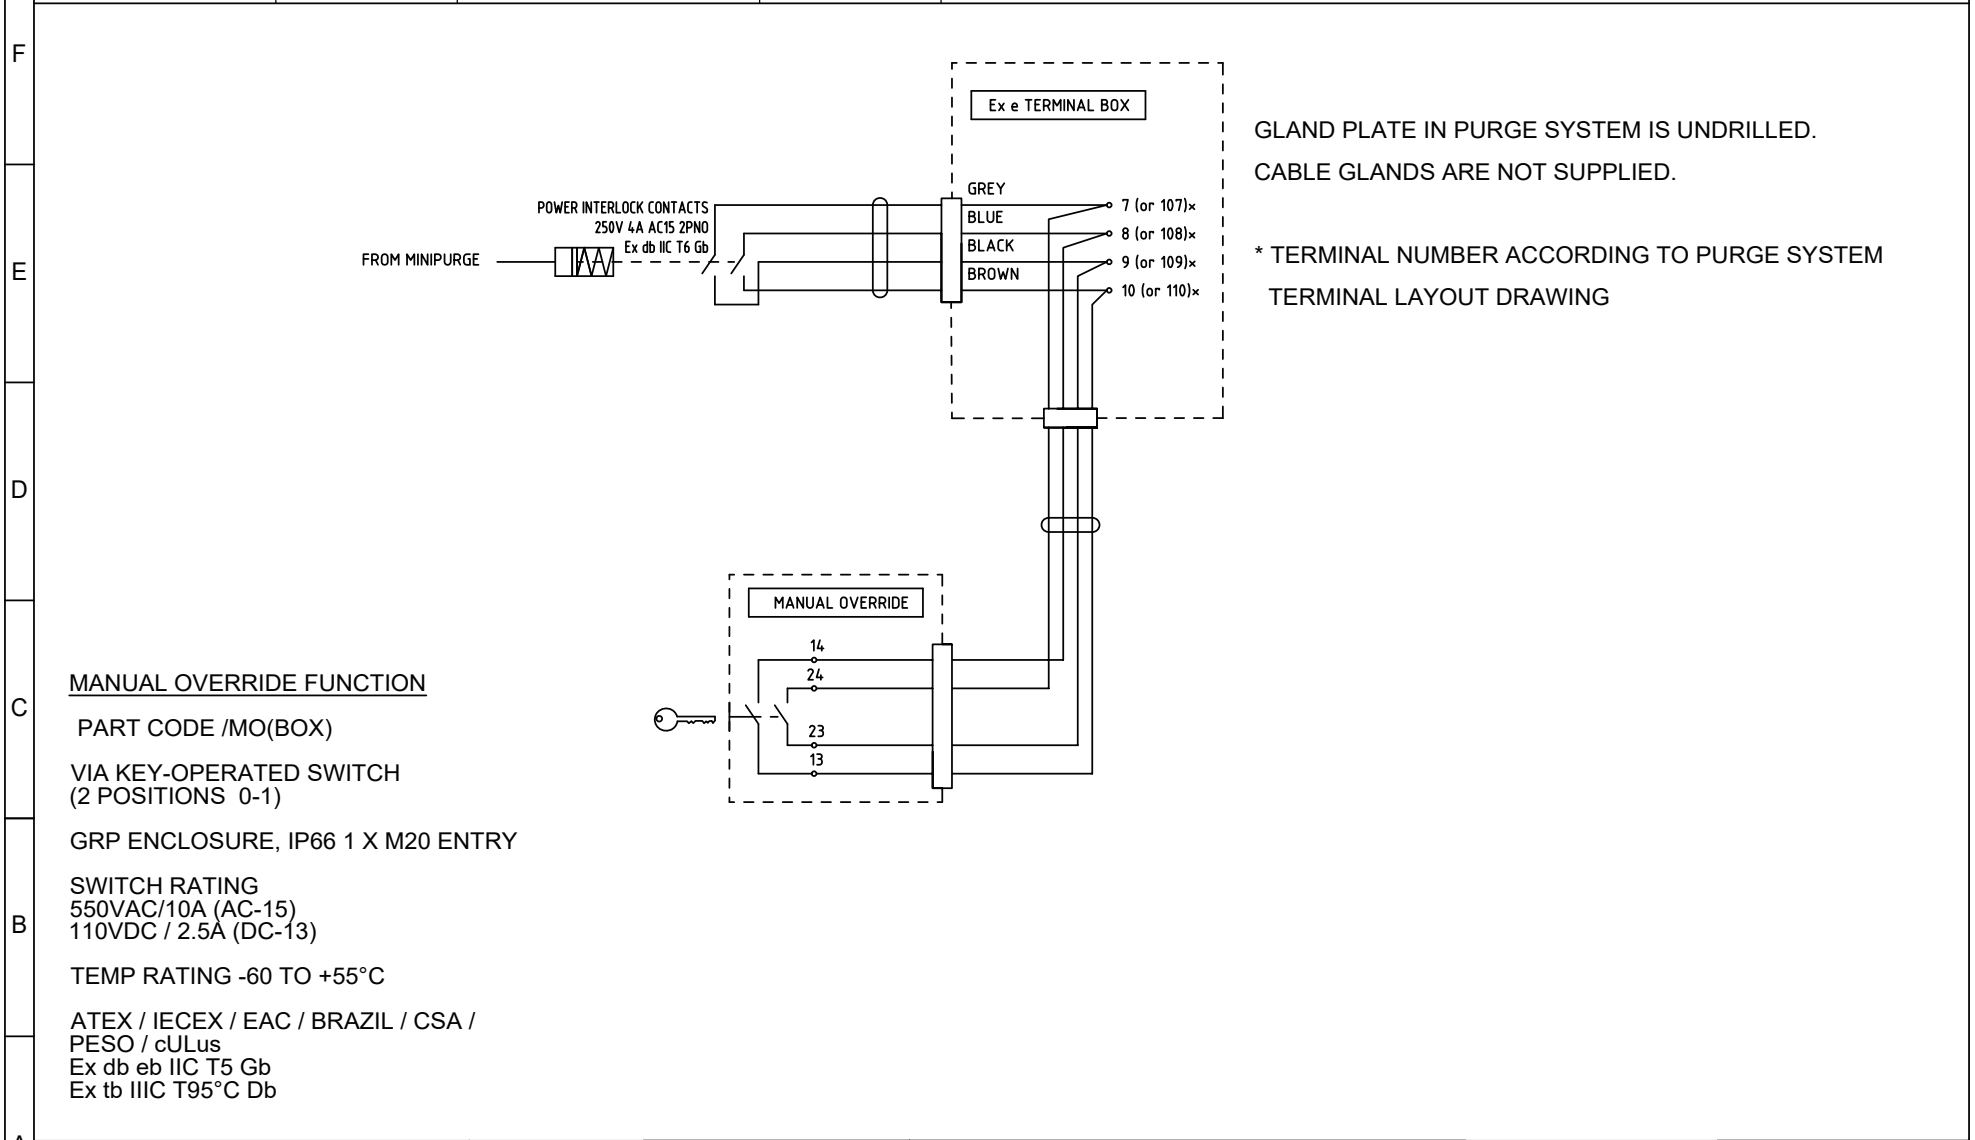 F
E
D
C
B
Ex e TERMINAL BOX
GLAND PLATE IN PURGE SYSTEM IS UNDRILLED.
CABLE GLANDS ARE NOT SUPPLIED.
* TERMINAL NUMBER ACCORDING TO PURGE SYSTEM
TERMINAL LAYOUT DRAWING
POWER INTERLOCK CONTACTS
250V 4A AC15 2PNO
Ex db IIC T6 Gb
FROM MINIPURGE
GREY
BLUE
BLACK
BROWN
7 (or 107)×
8 (or 108)×
9 (or 109)×
10 (or 110)×
MANUAL OVERRIDE
14
24
23
13
MANUAL OVERRIDE FUNCTION
PART CODE /MO(BOX)
VIA KEY-OPERATED SWITCH
(2 POSITIONS 0-1)
GRP ENCLOSURE, IP66 1 X M20 ENTRY
SWITCH RATING
550VAC/10A (AC-15)
110VDC / 2.5A (DC-13)
TEMP RATING -60 TO +55°C
ATEX / IECEX / EAC / BRAZIL / CSA /
PESO / cULus
Ex db eb IIC T5 Gb
Ex tb IIIC T95°C Db